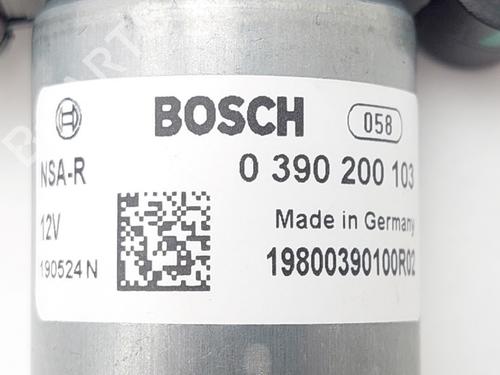 BOSCH 058
NSA-R 0 390 200 103
12V Made in Germany
190524 N 19800390100R02